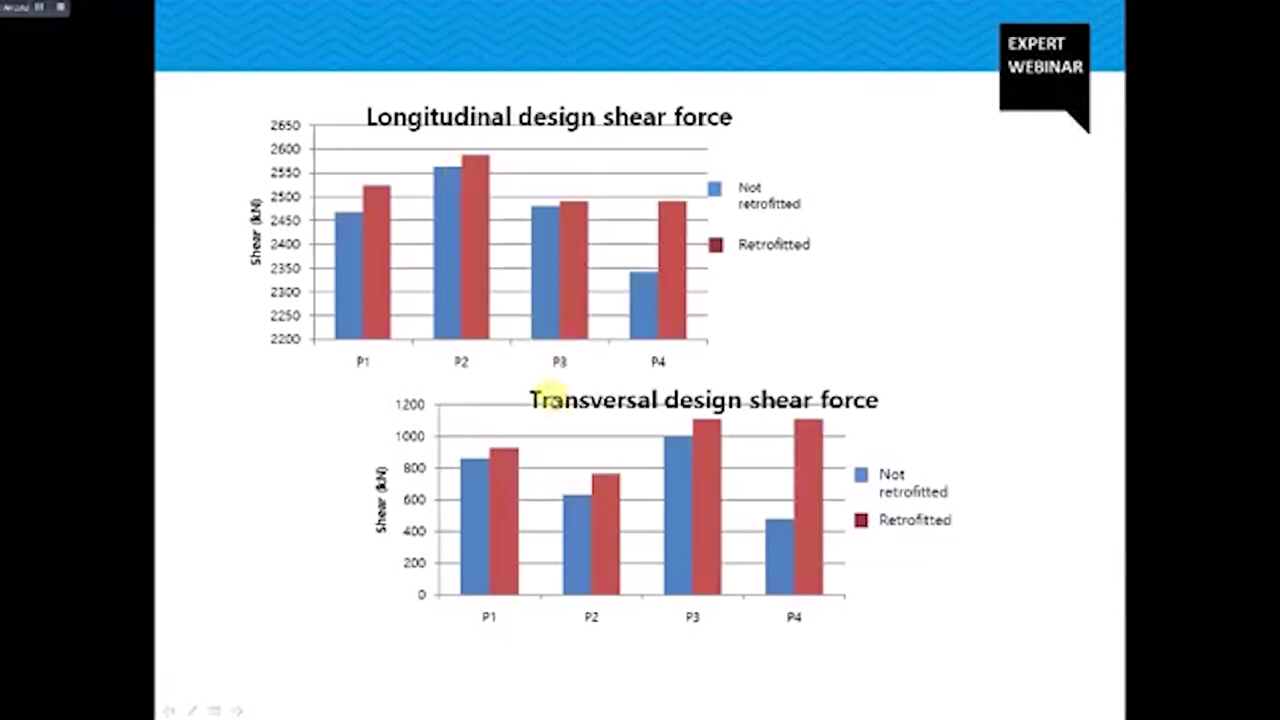 EXPERT
WEBINAR
Longitudinal design shear force
2650
2600
2550
2500
2450
2400
2350
2300
2250
2200
Shear (kN)
P1 P2 P3 P4
Not
retrofitted
Retrofitted
Transversal design shear force
1200
1000
800
600
400
200
0
Shear (kN)
P1 P2 P3 P4
Not
retrofitted
Retrofitted